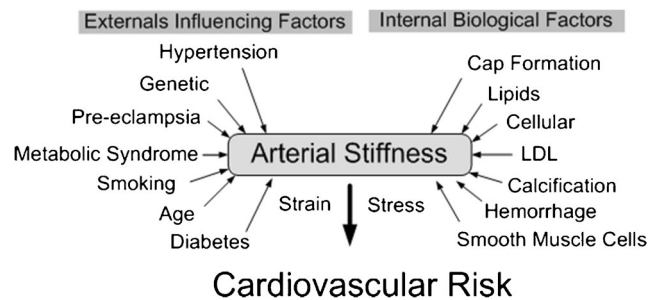 Externals Influencing Factors
Internal Biological Factors
Hypertension
Genetic
Pre-eclampsia
Metabolic Syndrome
Smoking
Age
Diabetes
Arterial Stiffness
Cap Formation
Lipids
Cellular
LDL
Calcification
Hemorrhage
Smooth Muscle Cells
Strain
Stress
Cardiovascular Risk